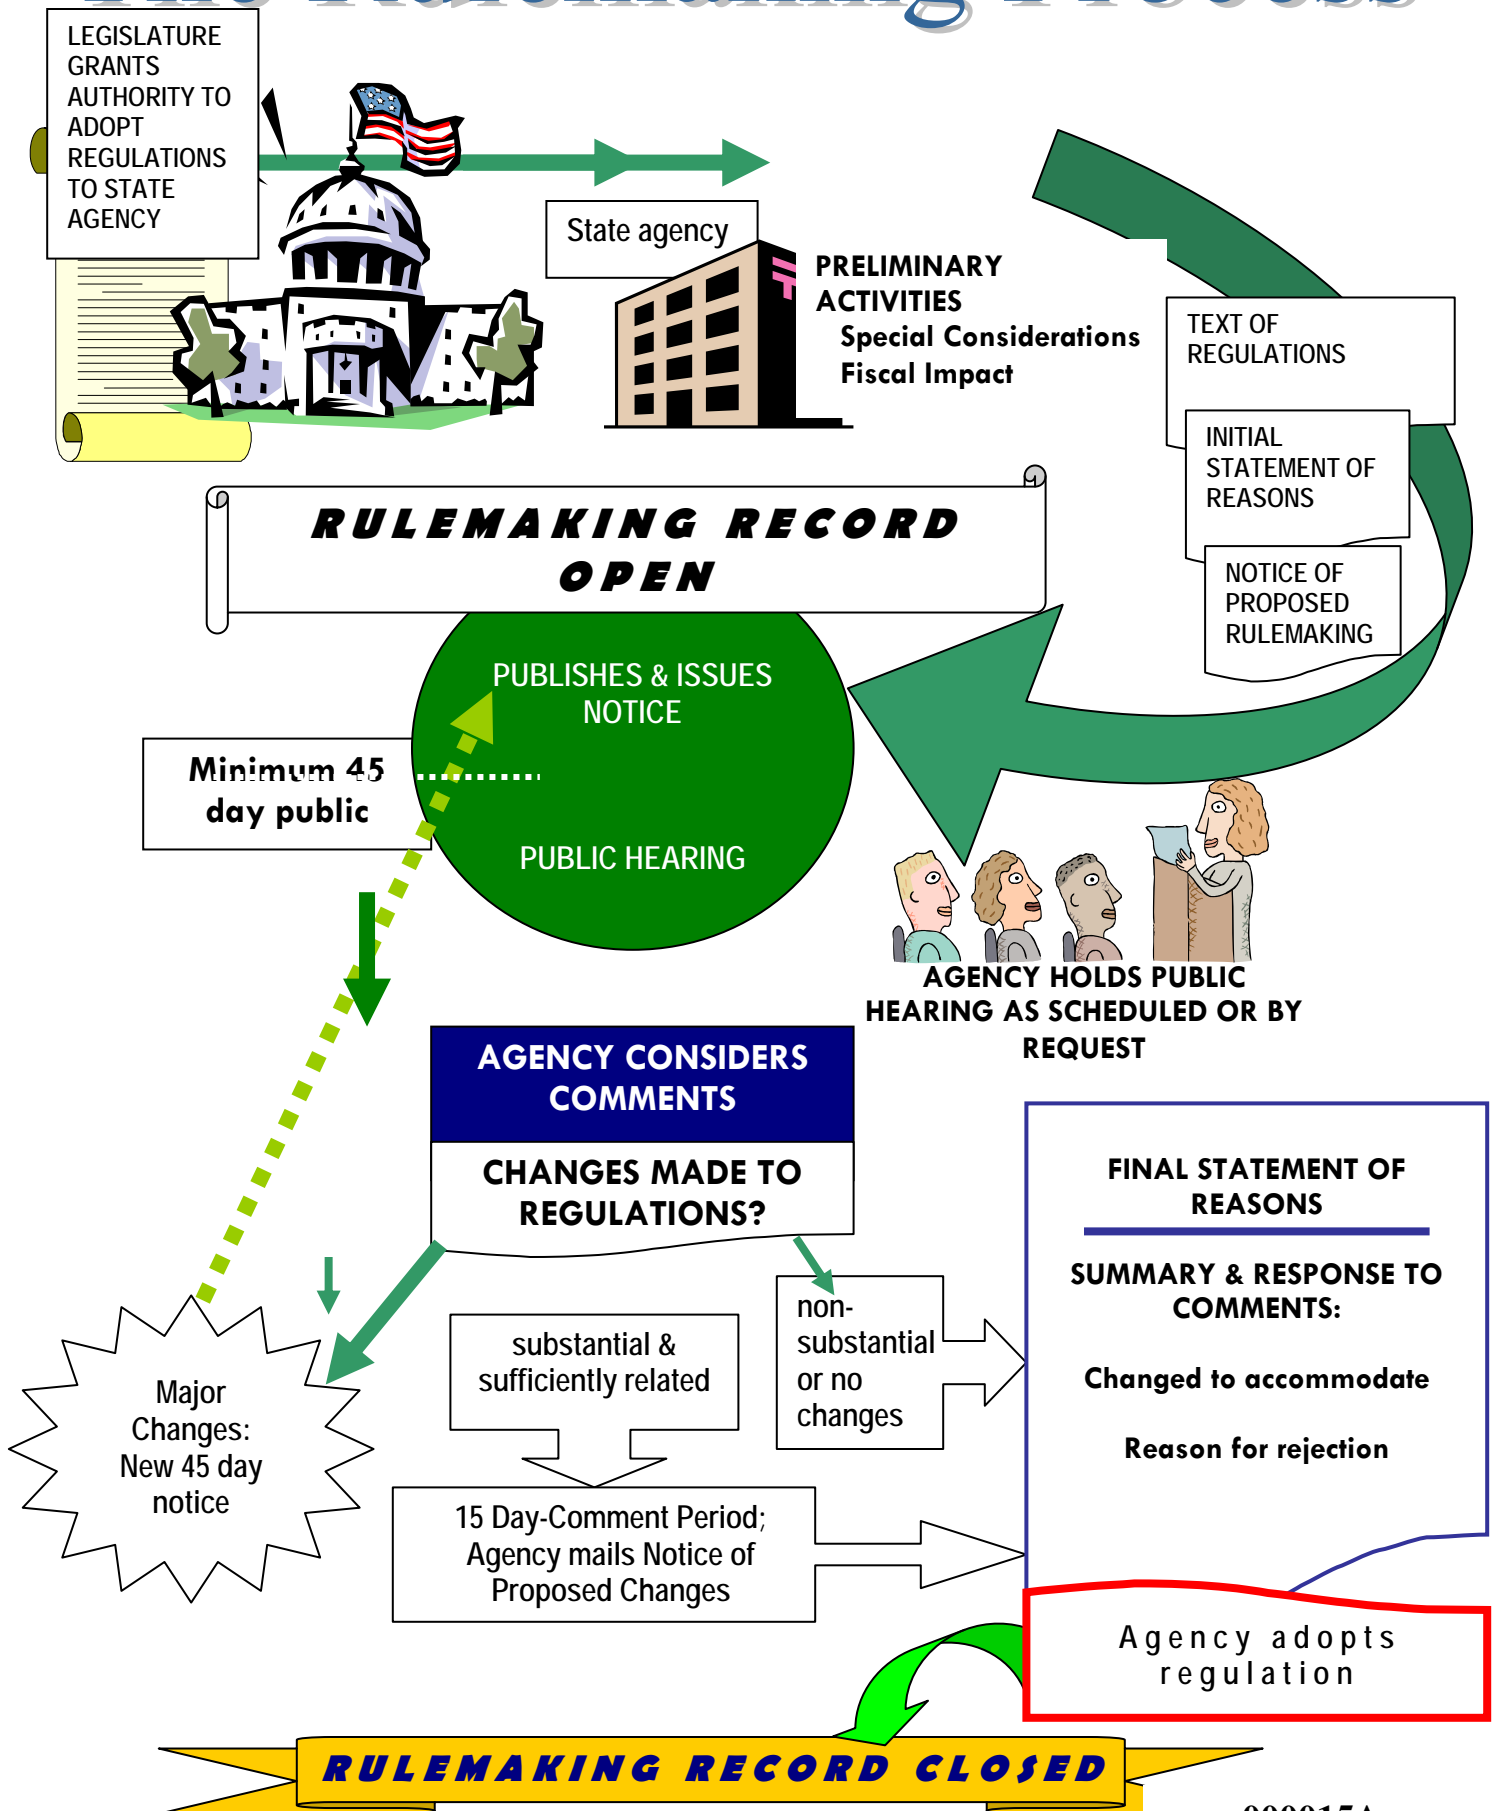 The Rulemaking Process
LEGISLATURE
GRANTS
AUTHORITY TO
ADOPT
REGULATIONS
TO STATE
AGENCY
State agency
PRELIMINARY
ACTIVITIES
Special Considerations
Fiscal Impact
TEXT OF
REGULATIONS
INITIAL
STATEMENT OF
REASONS
NOTICE OF
PROPOSED
RULEMAKING
RULEMAKING RECORD
OPEN
PUBLISHES & ISSUES
NOTICE
Minimum 45
day public
PUBLIC HEARING
AGENCY HOLDS PUBLIC
HEARING AS SCHEDULED OR BY
REQUEST
AGENCY CONSIDERS
COMMENTS
CHANGES MADE TO
REGULATIONS?
Major
Changes:
New 45 day
notice
substantial &
sufficiently related
non-
substantial
or no
changes
15 Day-Comment Period;
Agency mails Notice of
Proposed Changes
FINAL STATEMENT OF
REASONS
SUMMARY & RESPONSE TO
COMMENTS:
Changed to accommodate
Reason for rejection
Agency adopts
regulation
RULEMAKING RECORD CLOSED